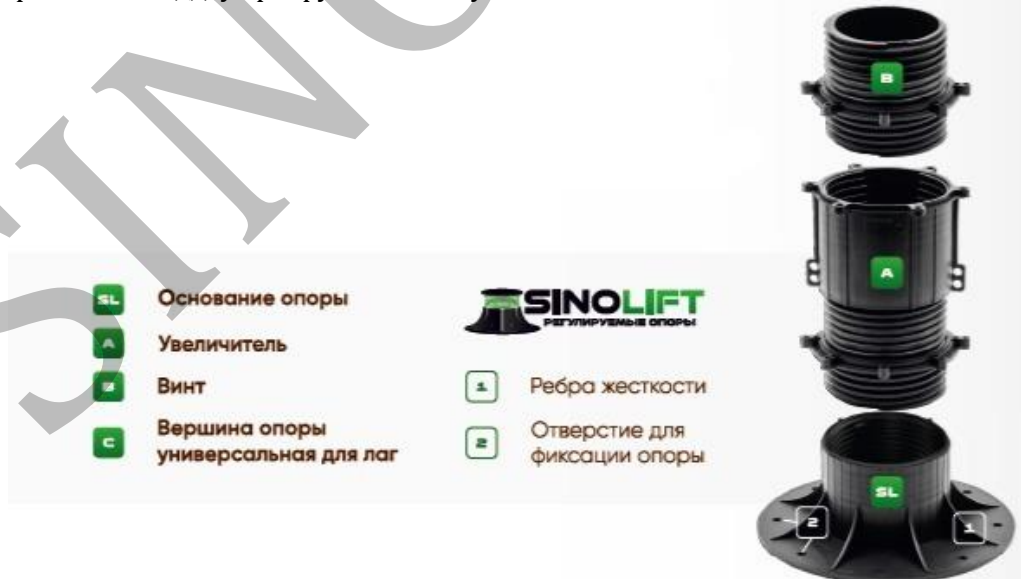 SINO
B
A
SL Основание опоры
A Увеличитель
B Винт
C Вершина опоры
универсальная для лаг
SINOLIFT
РЕГУЛИРУЕМЫЕ ОПОРЫ
1 Ребра жесткости
2 Отверстие для
фиксации опоры
SL
2
1